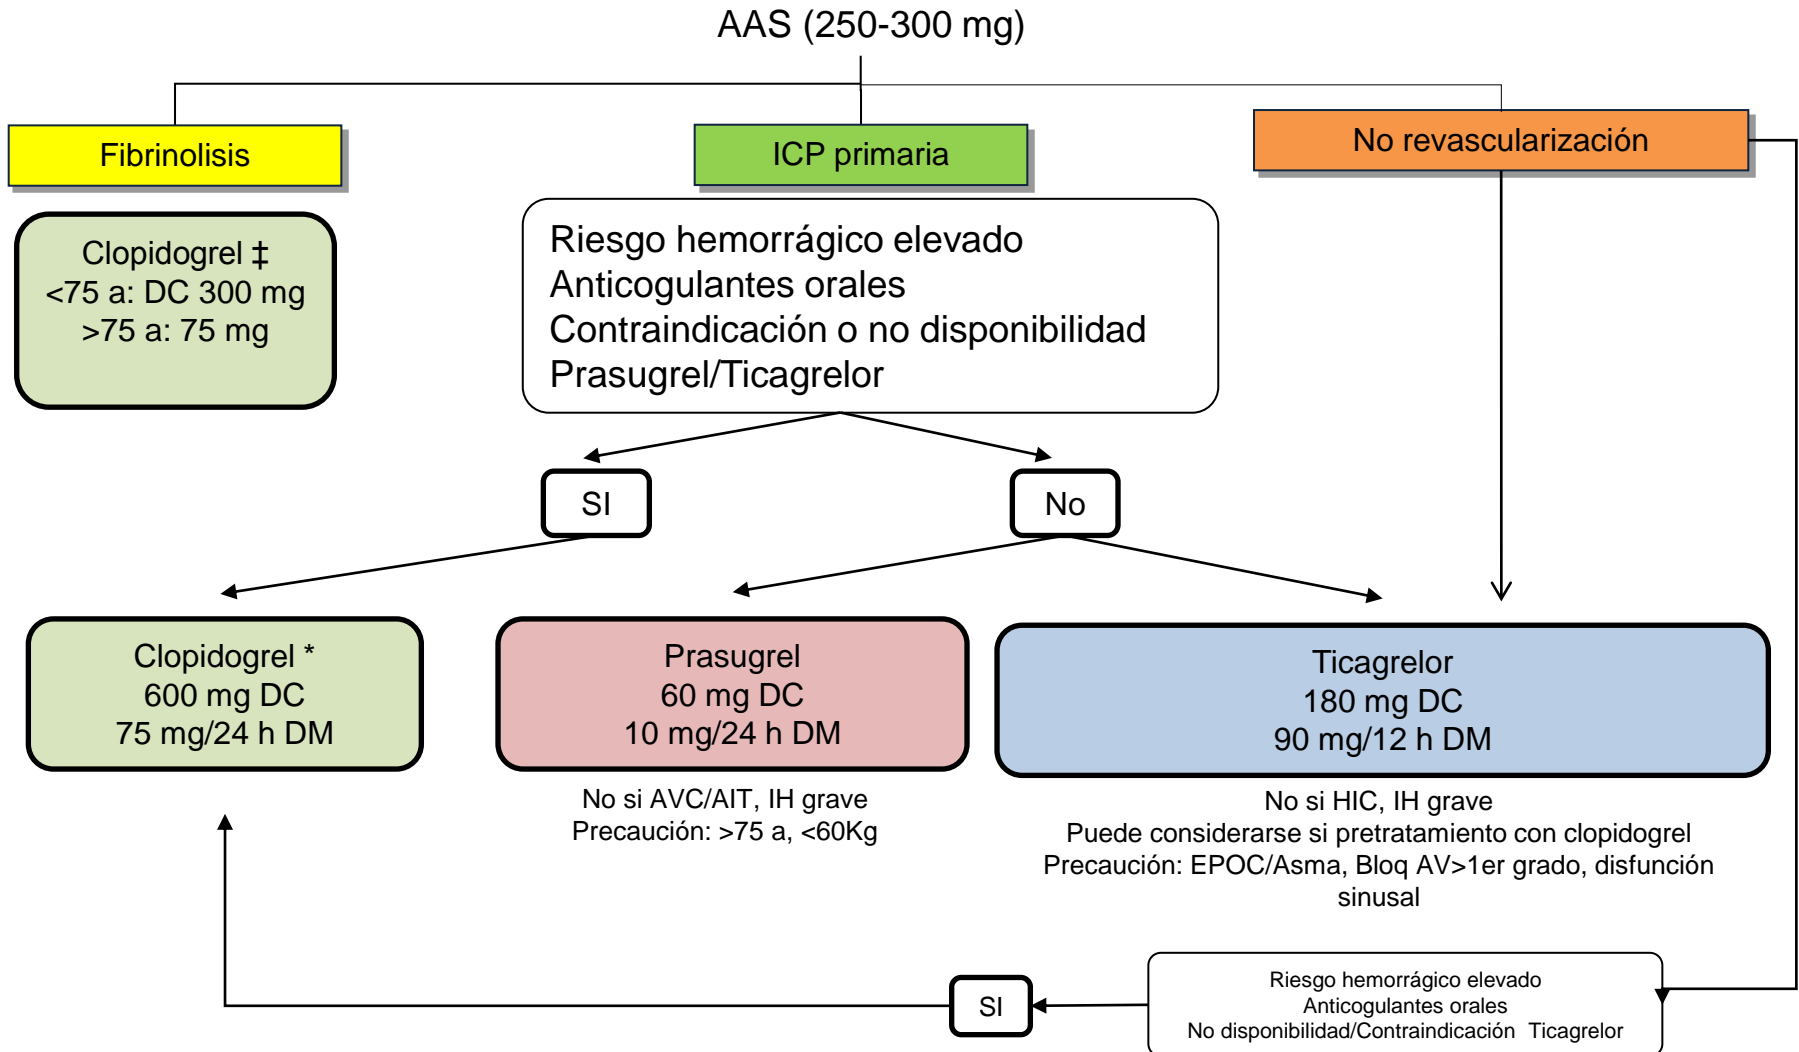 AAS (250-300 mg)
Fibrinolisis
ICP primaria
No revascularización
Clopidogrel ‡
<75 a: DC 300 mg
>75 a: 75 mg
Riesgo hemorrágico elevado
Anticogulantes orales
Contraindicación o no disponibilidad
Prasugrel/Ticagrelor
SI
No
Clopidogrel *
600 mg DC
75 mg/24 h DM
Prasugrel
60 mg DC
10 mg/24 h DM
Ticagrelor
180 mg DC
90 mg/12 h DM
No si AVC/AIT, IH grave
Precaución: >75 a, <60Kg
No si HIC, IH grave
Puede considerarse si pretratamiento con clopidogrel
Precaución: EPOC/Asma, Bloq AV>1er grado, disfunción
sinusal
SI
Riesgo hemorrágico elevado
Anticogulantes orales
No disponibilidad/Contraindicación Ticagrelor